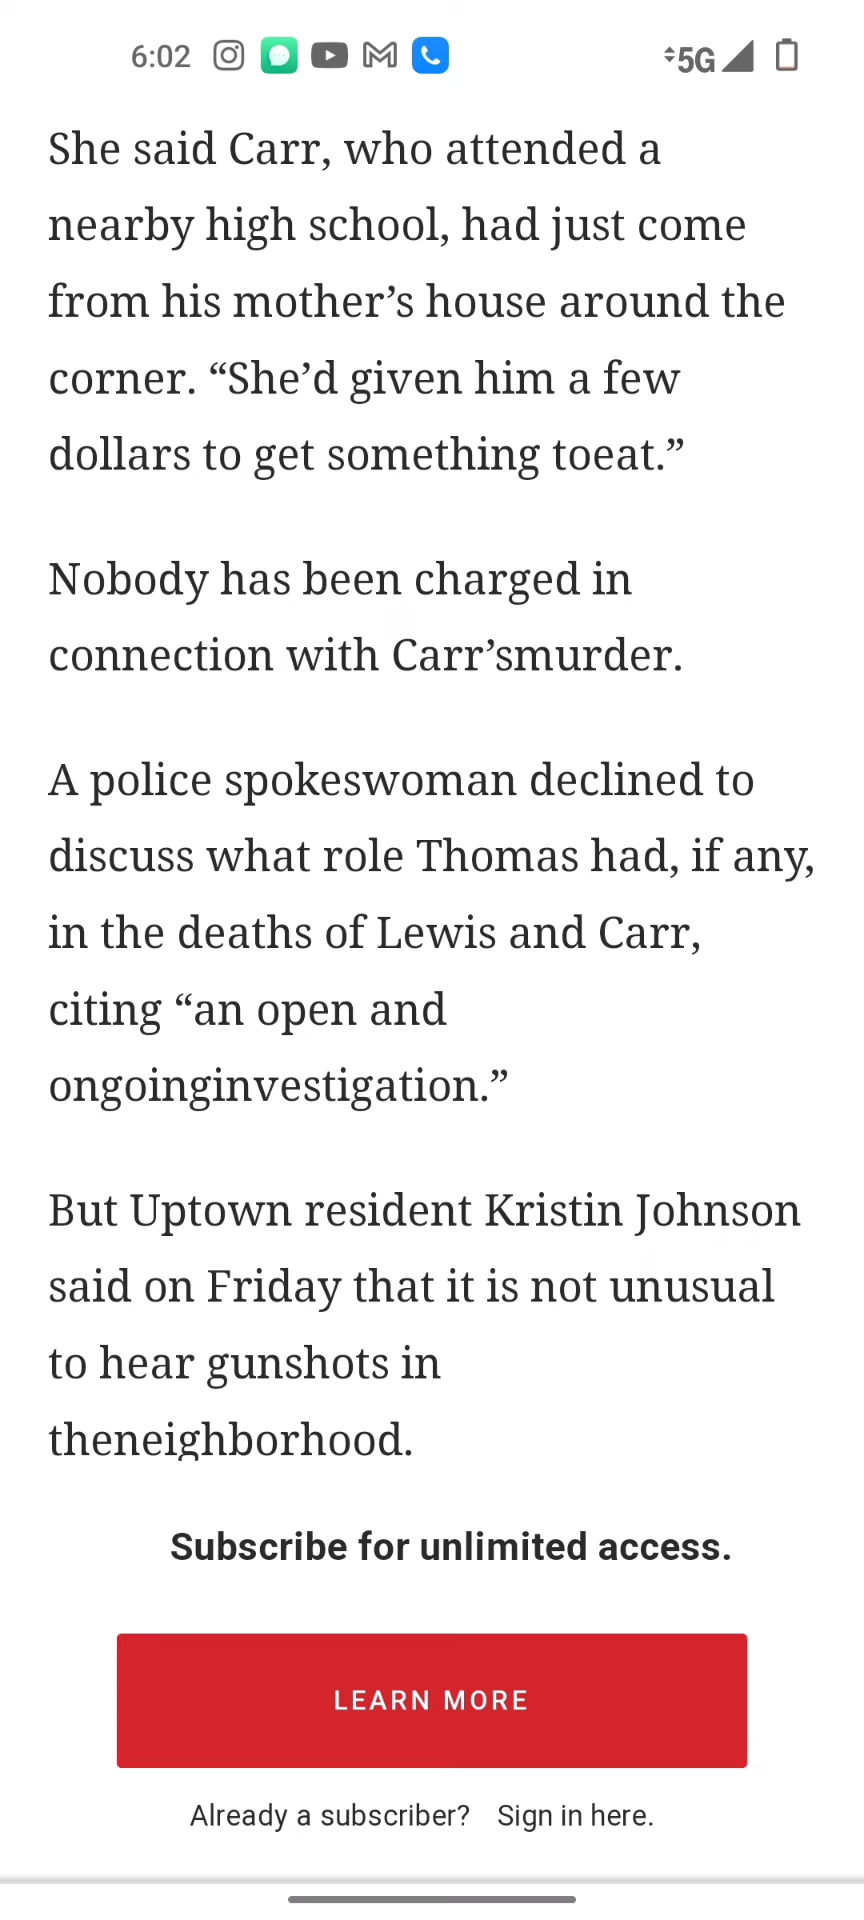 6:02
5G
She said Carr, who attended a
nearby high school, had just come
from his mother’s house around the
corner. “She’d given him a few
dollars to get something toeat.”
Nobody has been charged in
connection with Carr’smurder.
A police spokeswoman declined to
discuss what role Thomas had, if any,
in the deaths of Lewis and Carr,
citing “an open and
ongoinginvestigation.”
But Uptown resident Kristin Johnson
said on Friday that it is not unusual
to hear gunshots in
theneighborhood.
Subscribe for unlimited access.
LEARN MORE
Already a subscriber? Sign in here.